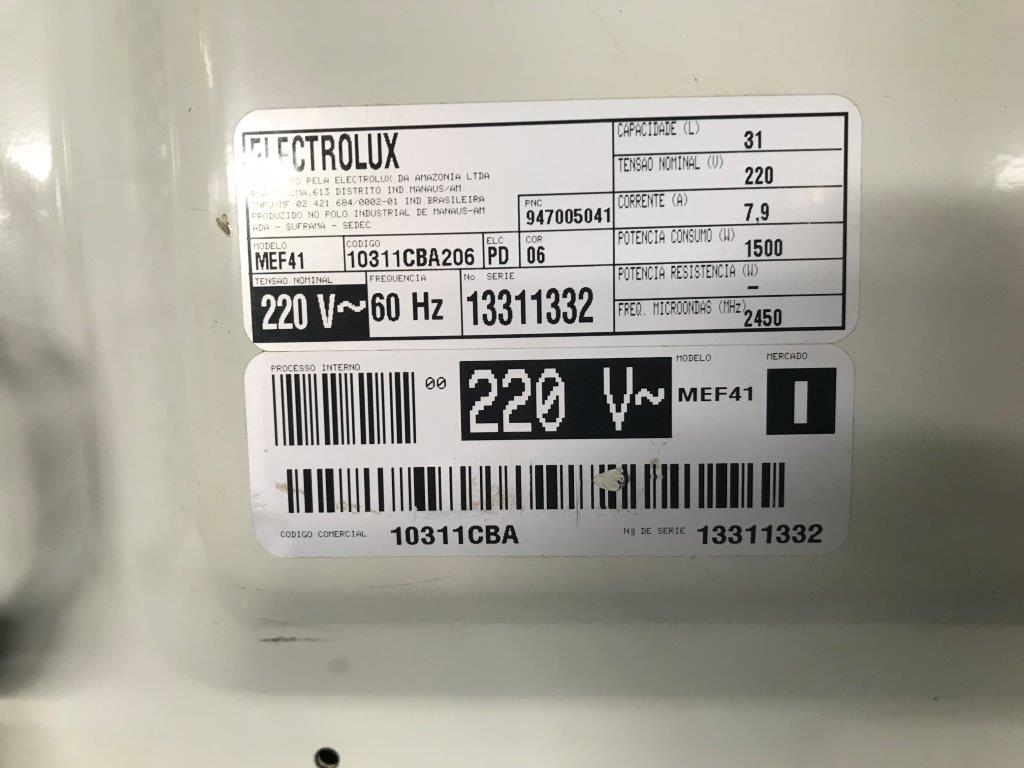 ELECTROLUX
PELA ELECTROLUX DA AMAZONIA LTDA
613 DISTRITO IND.MANAUS/AM
CNPJ/MF 02.421.684/0002-01 IND.BRASILEIRA
PRODUZIDO NO POLO INDUSTRIAL DE MANAUS-AM
ADA - SUFRAMA - SEDEC
PNC
947005041
MODELO
MEF41
CODIGO
10311CBA206
ELC
PD
COR
06
TENSAO NOMINAL
220 V~
FREQUENCIA
60 Hz
No SERIE
13311332
CAPACIDADE (L) 31
TENSAO NOMINAL (V) 220
CORRENTE (A) 7,9
POTENCIA CONSUMO (W) 1500
POTENCIA RESISTENCIA (W) –
FREQ. MICROONDAS (MHz) 2450
PROCESSO INTERNO
00
220 V~
MODELO
MEF41
MERCADO
I
CODIGO COMERCIAL 10311CBA
DE SERIE 13311332